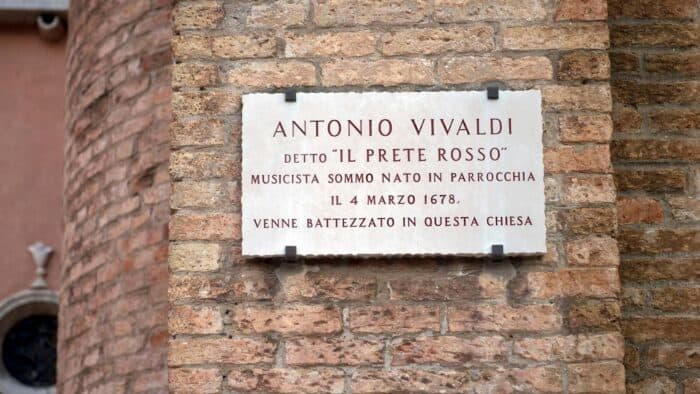 ANTONIO VIVALDI
DETTO "IL PRETE ROSSO"
MUSICISTA SOMMO NATO IN PARROCCHIA
IL 4 MARZO 1678.
VENNE BATTEZZATO IN QUESTA CHIESA